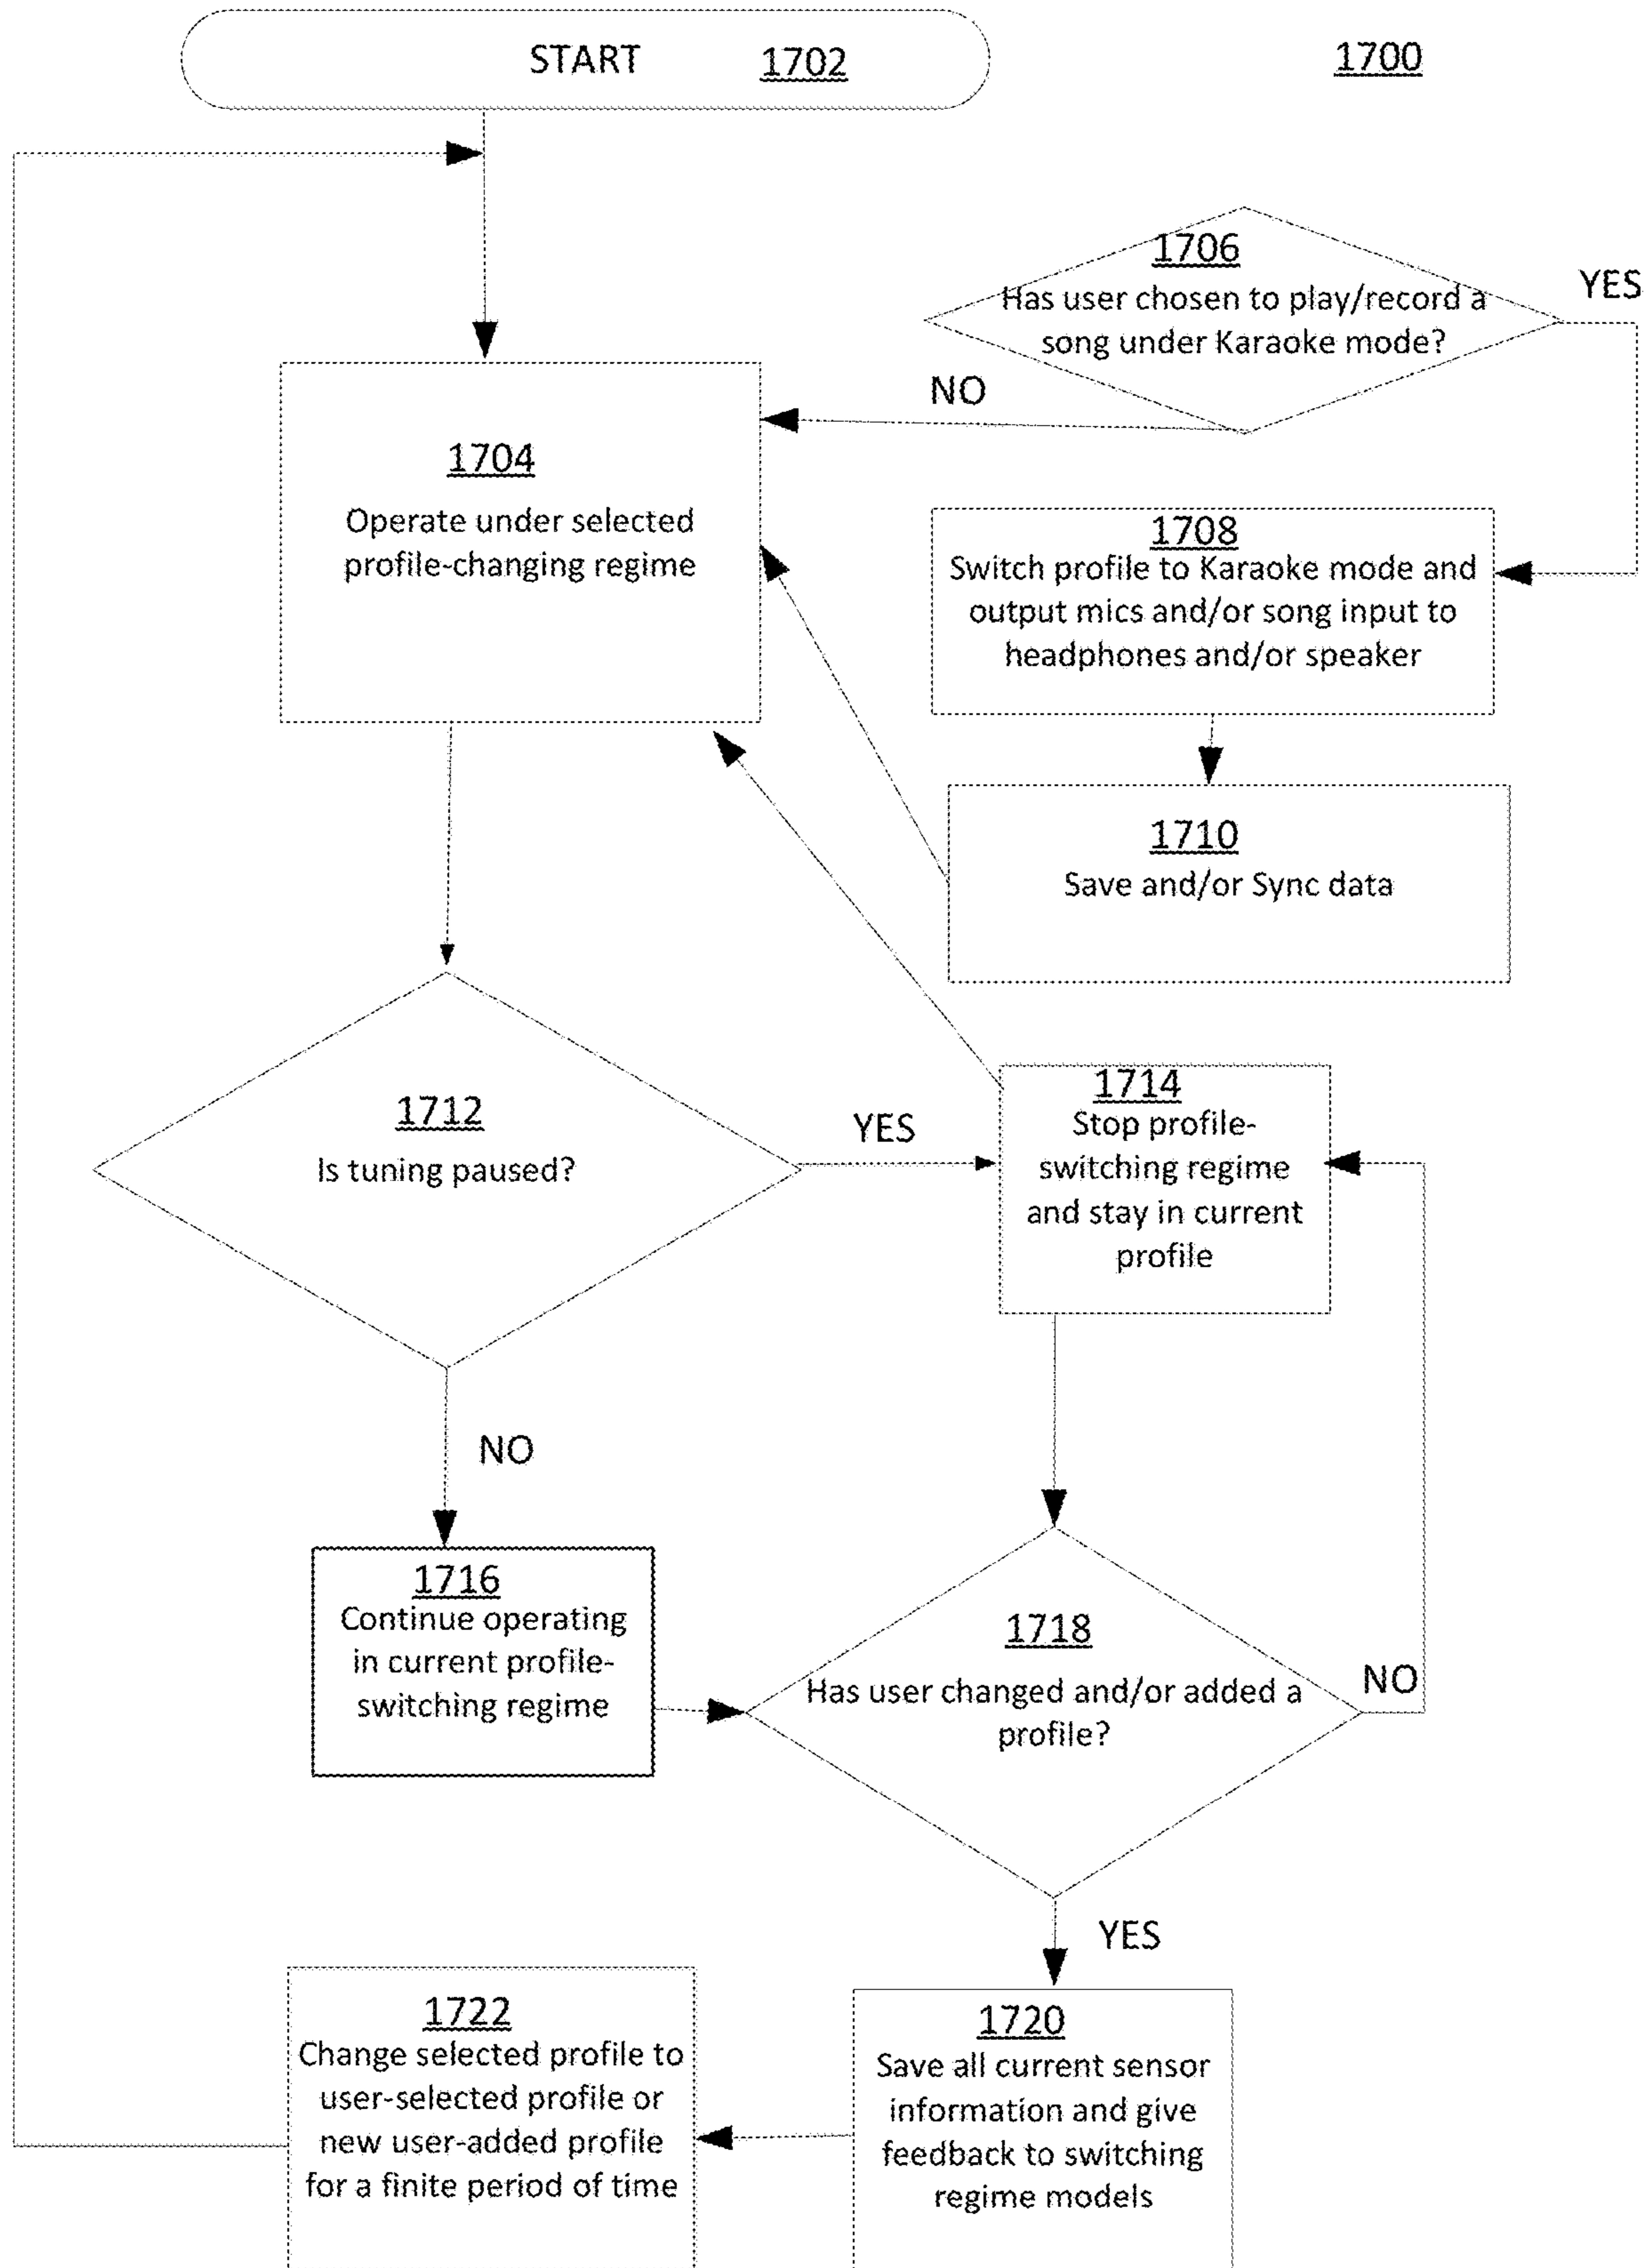 START 1702
1700
1706
Has user chosen to play/record a
song under Karaoke mode?
YES
NO
1704
Operate under selected
profile-changing regime
1708
Switch profile to Karaoke mode and
output mics and/or song input to
headphones and/or speaker
1710
Save and/or Sync data
1712
Is tuning paused?
YES
1714
Stop profile-
switching regime
and stay in current
profile
NO
1716
Continue operating
in current profile-
switching regime
1718
Has user changed and/or added a
profile?
NO
YES
1722
Change selected profile to
user-selected profile or
new user-added profile
for a finite period of time
1720
Save all current sensor
information and give
feedback to switching
regime models